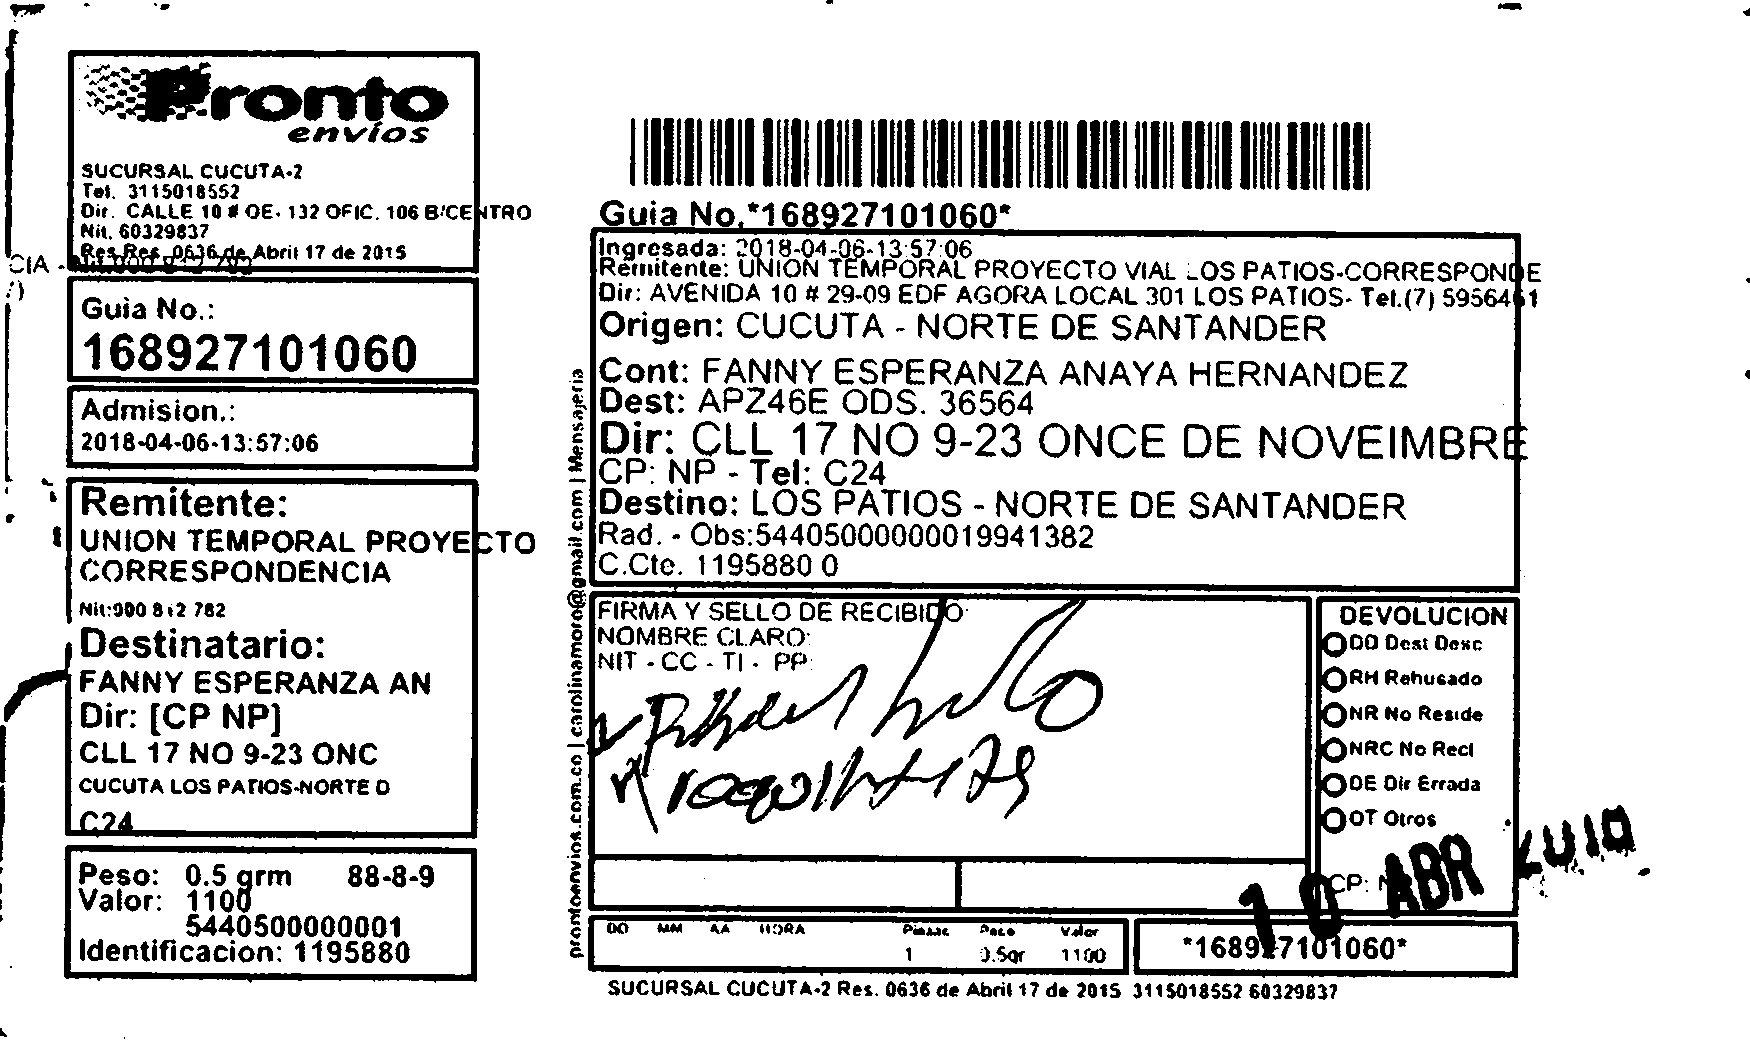 Pronto
envíos
SUCURSAL CUCUTA-2
Tel. 3115018552
Dir. CALLE 10 # OE- 132 OFIC. 106 B/CENTRO
Nit. 60329837
Res.Res. 0636 de Abril 17 de 2015
CIA -
Guia No.:
168927101060
Admision.:
2018-04-06-13:57:06
Remitente:
UNION TEMPORAL PROYECTO
CORRESPONDENCIA
Nit:900 812 782
Destinatario:
FANNY ESPERANZA AN
Dir: [CP NP]
CLL 17 NO 9-23 ONC
CUCUTA LOS PATIOS-NORTE D
C24
Peso: 0.5 grm 88-8-9
Valor: 1100
5440500000001
Identificacion: 1195880
prontoenvios.com.co | carolinamoro@gmail.com | Mensajeria
Guia No.*168927101060*
Ingresada: 2018-04-06-13:57:06
Remitente: UNION TEMPORAL PROYECTO VIAL LOS PATIOS-CORRESPONDE
Dir: AVENIDA 10 # 29-09 EDF AGORA LOCAL 301 LOS PATIOS- Tel.(7) 5956461
Origen: CUCUTA - NORTE DE SANTANDER
Cont: FANNY ESPERANZA ANAYA HERNANDEZ
Dest: APZ46E ODS. 36564
Dir: CLL 17 NO 9-23 ONCE DE NOVEIMBRE
CP: NP - Tel: C24
Destino: LOS PATIOS - NORTE DE SANTANDER
Rad. - Obs:54405000000019941382
C.Cte. 1195880 0
FIRMA Y SELLO DE RECIBIDO:
NOMBRE CLARO:
NIT - CC - TI - PP:
DEVOLUCION
DD Dest Desc
RH Rehusado
NR No Reside
NRC No Recl
DE Dir Errada
OT Otros
CP:
10 ABR 2018
DD MM AA HORA Piezas Peso Valor
1 0.5gr 1100
*168927101060*
SUCURSAL CUCUTA-2 Res. 0636 de Abril 17 de 2015 3115018552 60329837